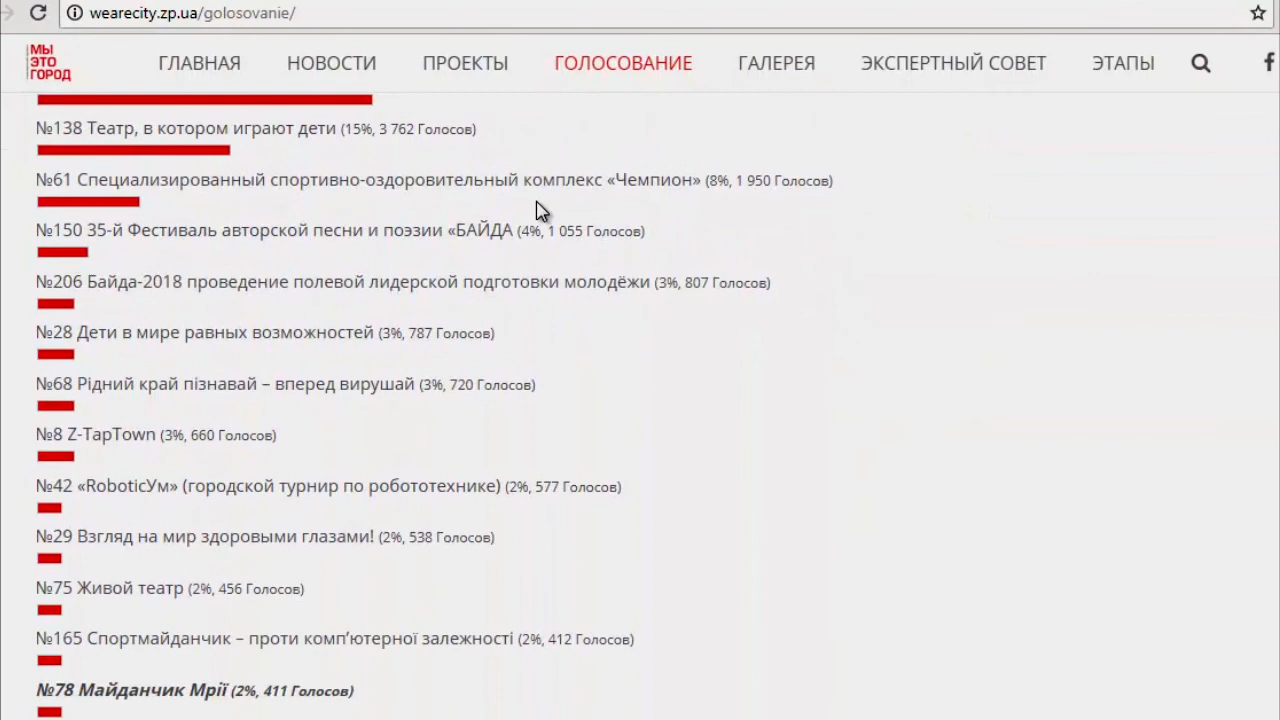 wearecity.zp.ua/golosovanie/
МЫ
ЭТО
ГОРОД
ГЛАВНАЯ НОВОСТИ ПРОЕКТЫ ГОЛОСОВАНИЕ ГАЛЕРЕЯ ЭКСПЕРТНЫЙ СОВЕТ ЭТАПЫ
№138 Театр, в котором играют дети (15%, 3 762 Голосов)
№61 Специализированный спортивно-оздоровительный комплекс «Чемпион» (8%, 1 950 Голосов)
№150 35-й Фестиваль авторской песни и поэзии «БАЙДА (4%, 1 055 Голосов)
№206 Байда-2018 проведение полевой лидерской подготовки молодёжи (3%, 807 Голосов)
№28 Дети в мире равных возможностей (3%, 787 Голосов)
№68 Рідний край пізнавай – вперед вирушай (3%, 720 Голосов)
№8 Z-TapTown (3%, 660 Голосов)
№42 «RoboticУм» (городской турнир по робототехнике) (2%, 577 Голосов)
№29 Взгляд на мир здоровыми глазами! (2%, 538 Голосов)
№75 Живой театр (2%, 456 Голосов)
№165 Спортмайданчик – проти комп’ютерної залежності (2%, 412 Голосов)
№78 Майданчик Мрії (2%, 411 Голосов)